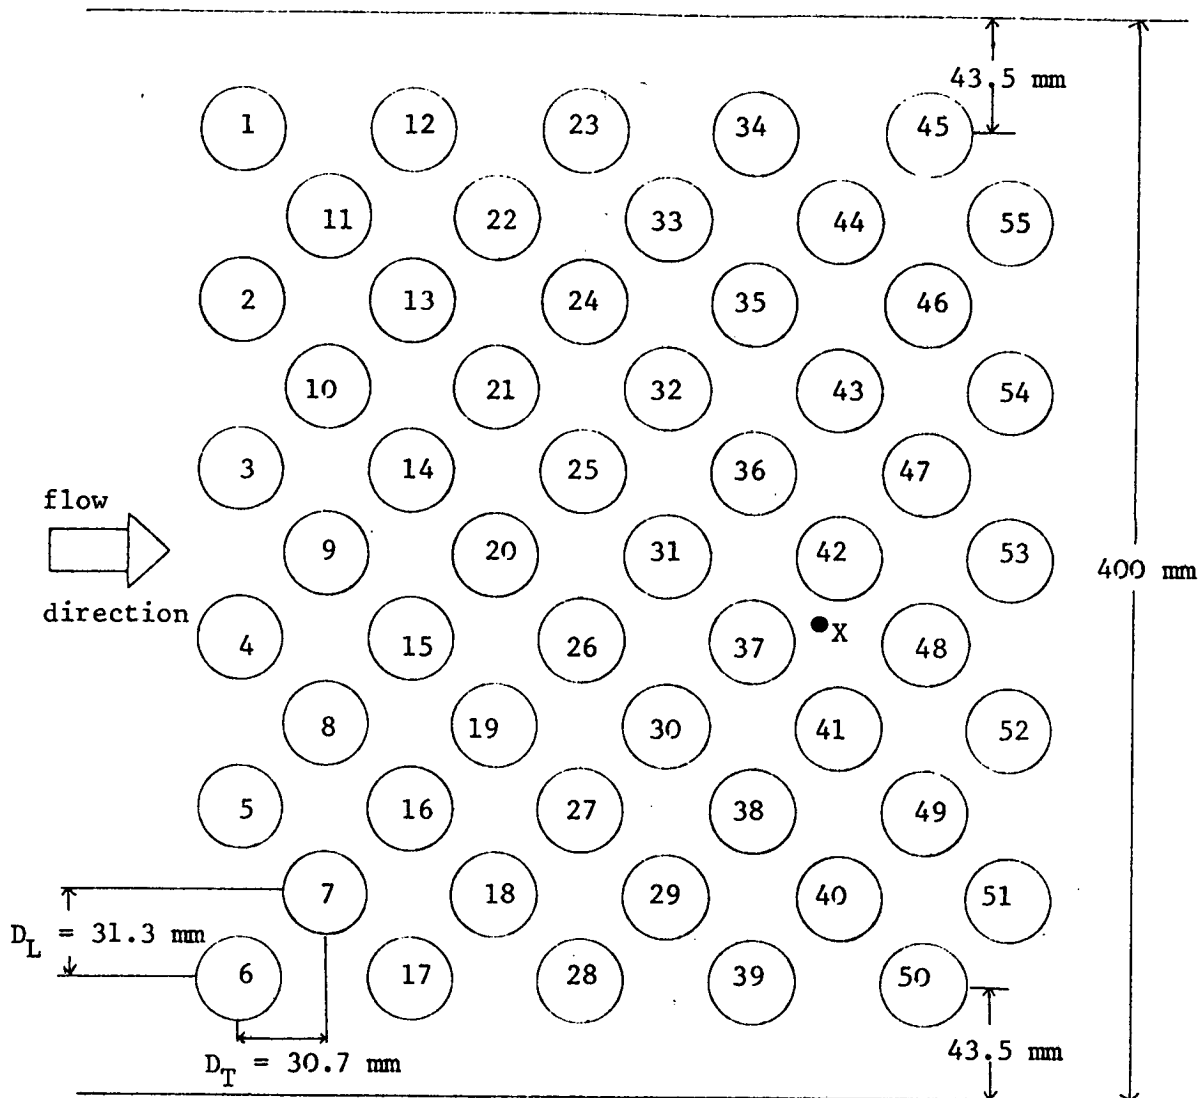 43.5 mm
1 12 23 34 45
11 22 33 44 55
2 13 24 35 46
10 21 32 43 54
3 14 25 36 47
flow
9 20 31 42 53
400 mm
direction
4 15 26 37 X 48
8 19 30 41 52
5 16 27 38 49
7 18 29 40 51
D_L = 31.3 mm
6 17 28 39 50
43.5 mm
D_T = 30.7 mm